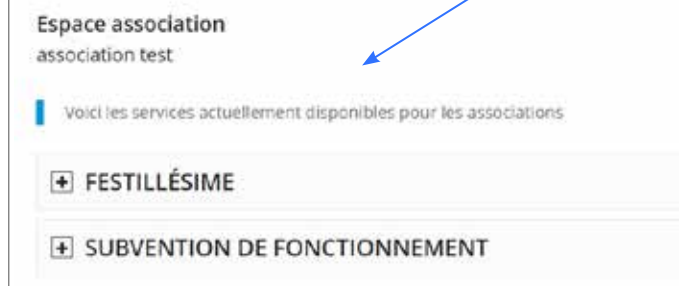 Espace association
association test
Voici les services actuellement disponibles pour les associations
FESTILLÉSIME
SUBVENTION DE FONCTIONNEMENT